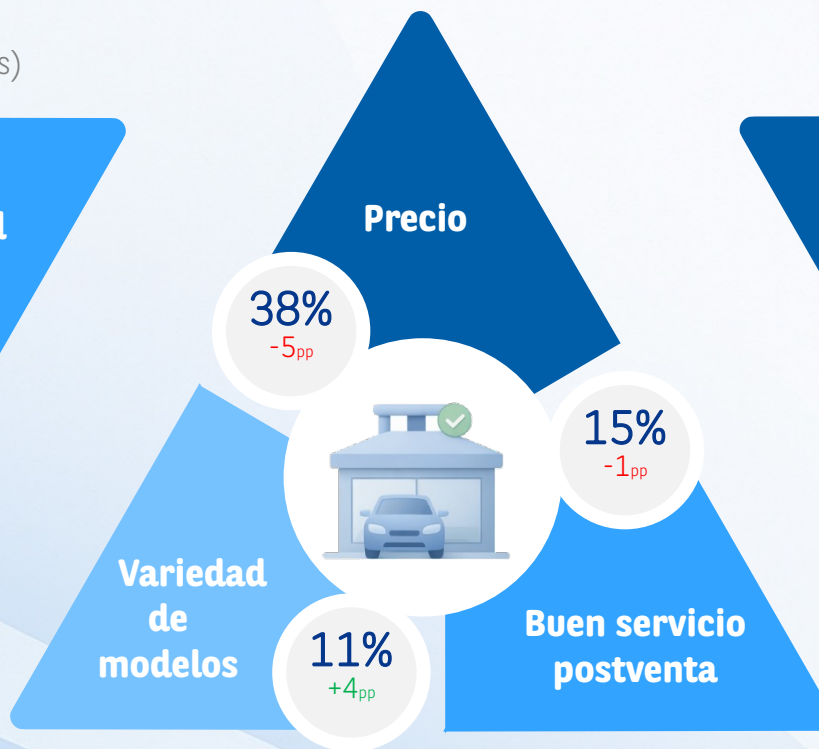 s)
Precio
38%
-5pp
15%
-1pp
Variedad
de
modelos
Buen servicio
postventa
11%
+4pp